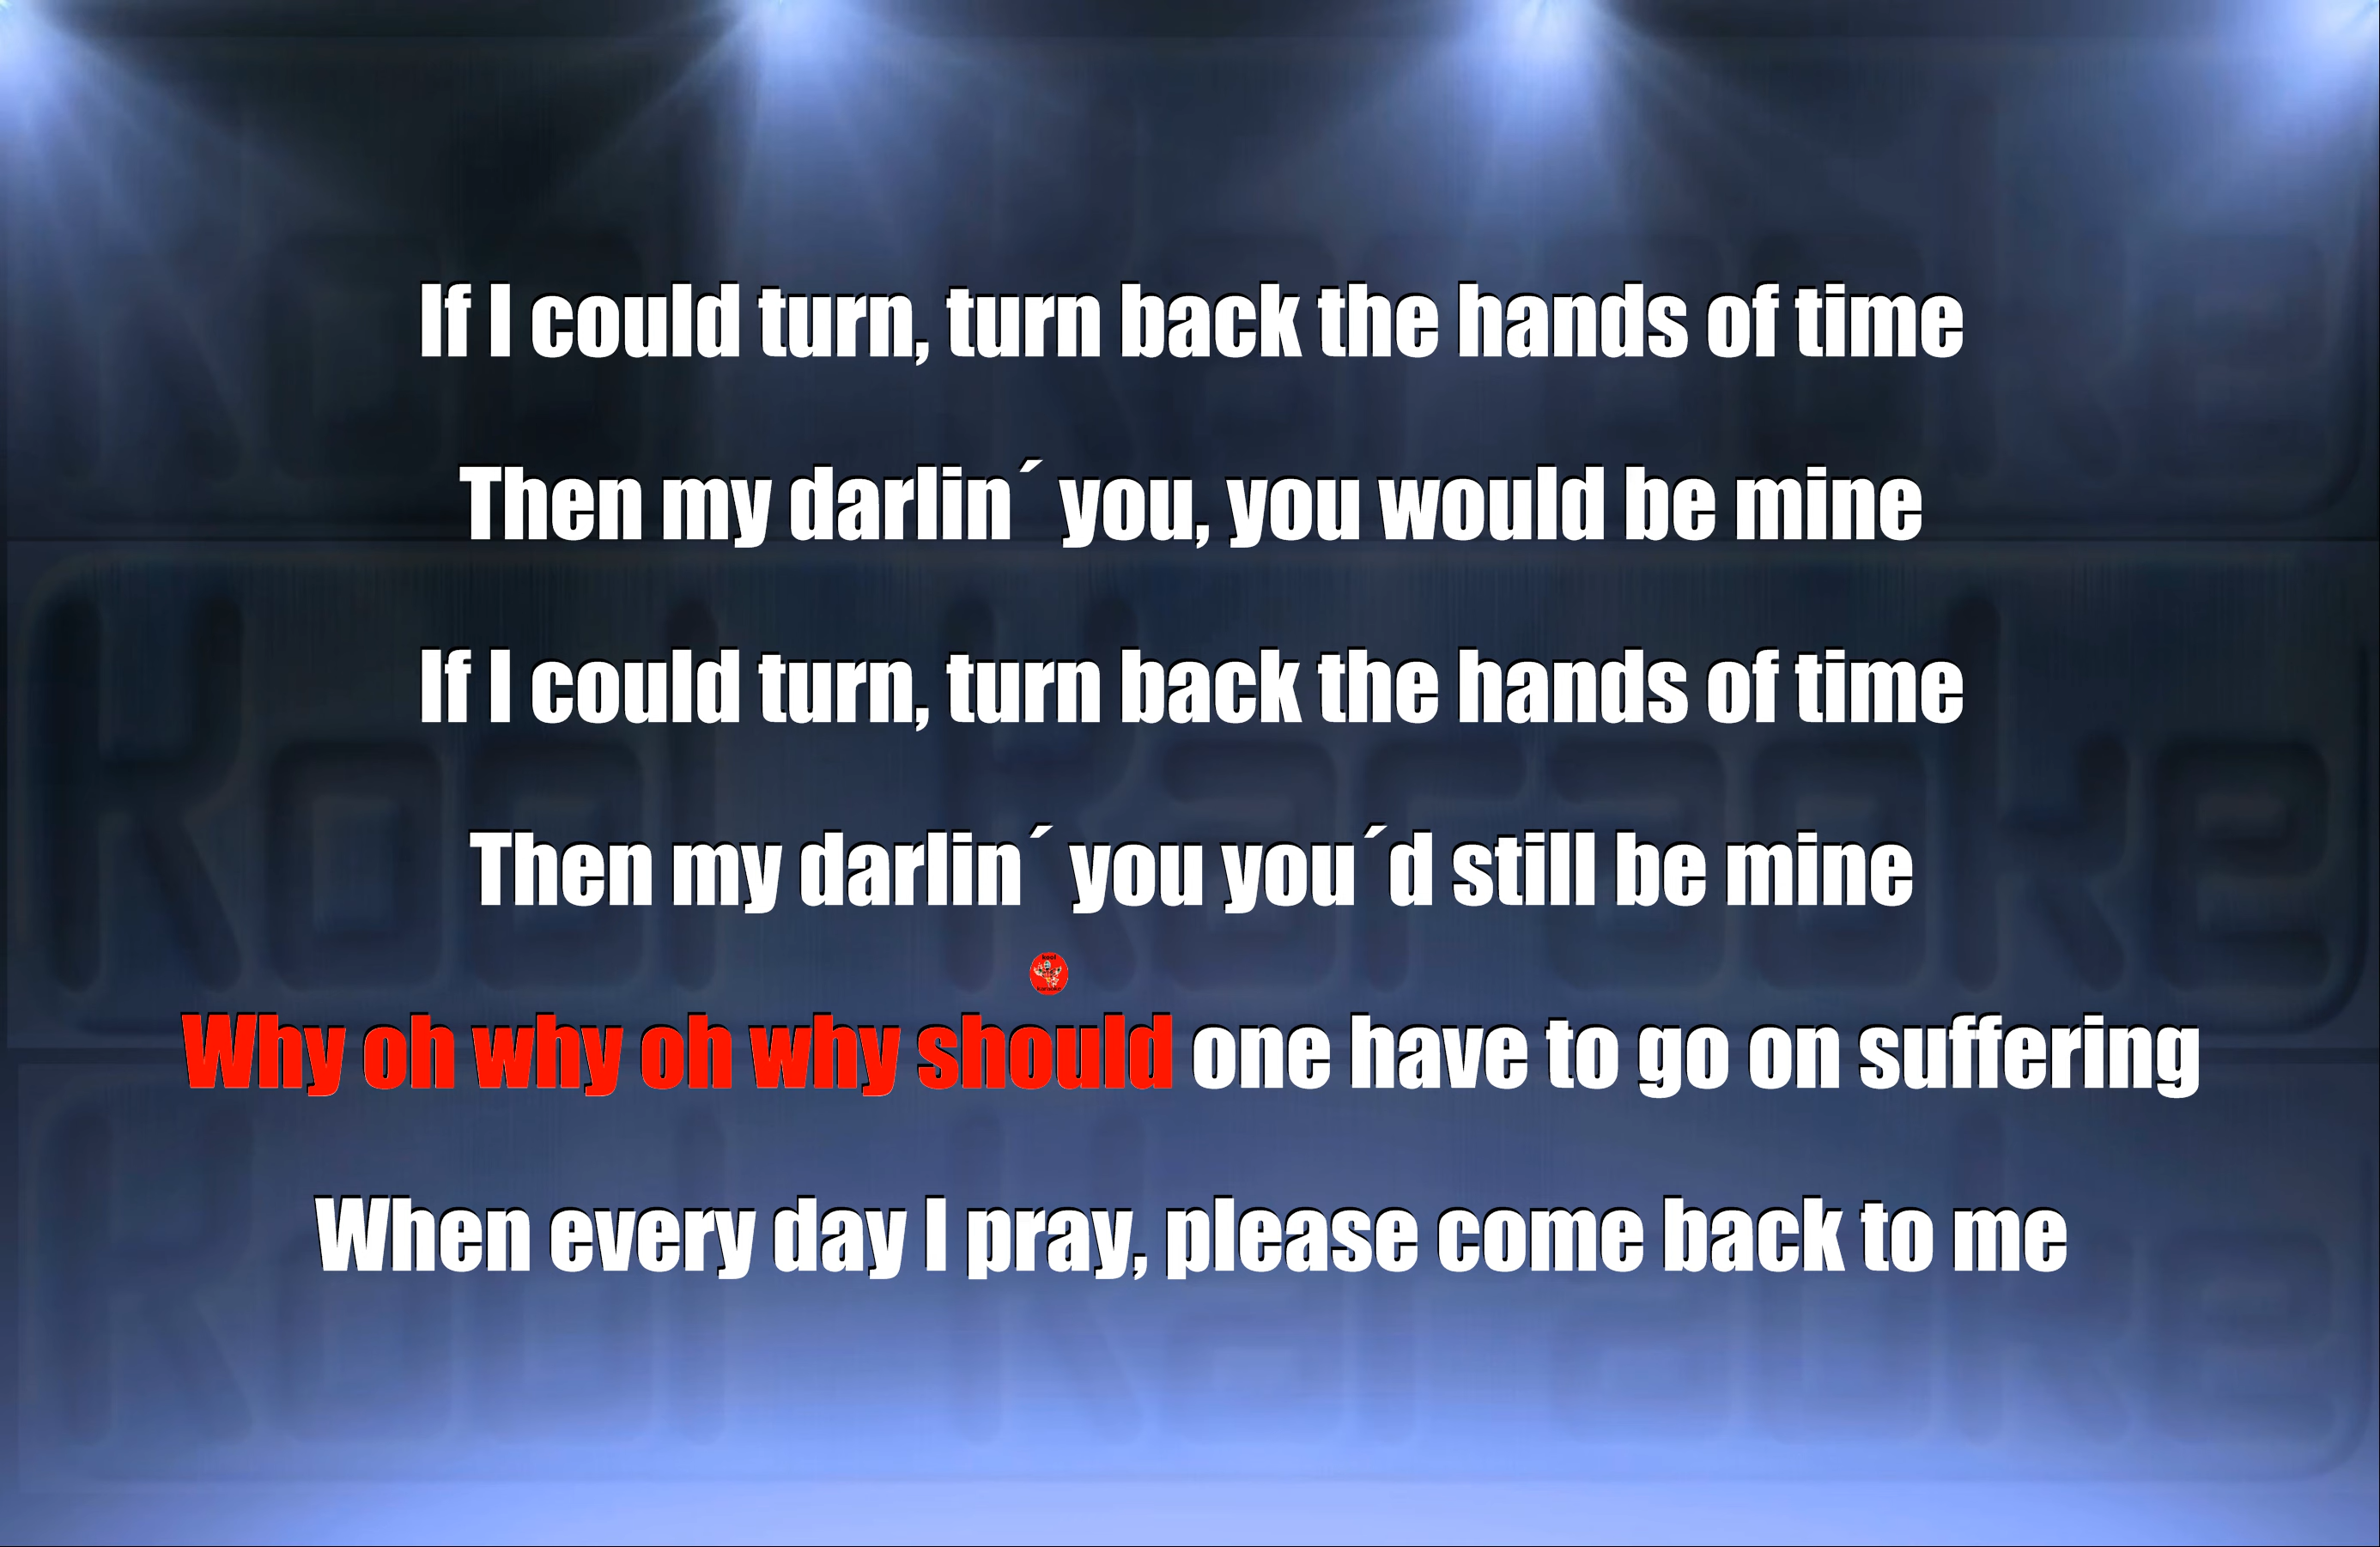 If I could turn, turn back the hands of time
Then my darlin´ you, you would be mine
If I could turn, turn back the hands of time
Then my darlin´ you you´d still be mine
Kool Karaoke
Why oh why oh why should one have to go on suffering
When every day I pray, please come back to me